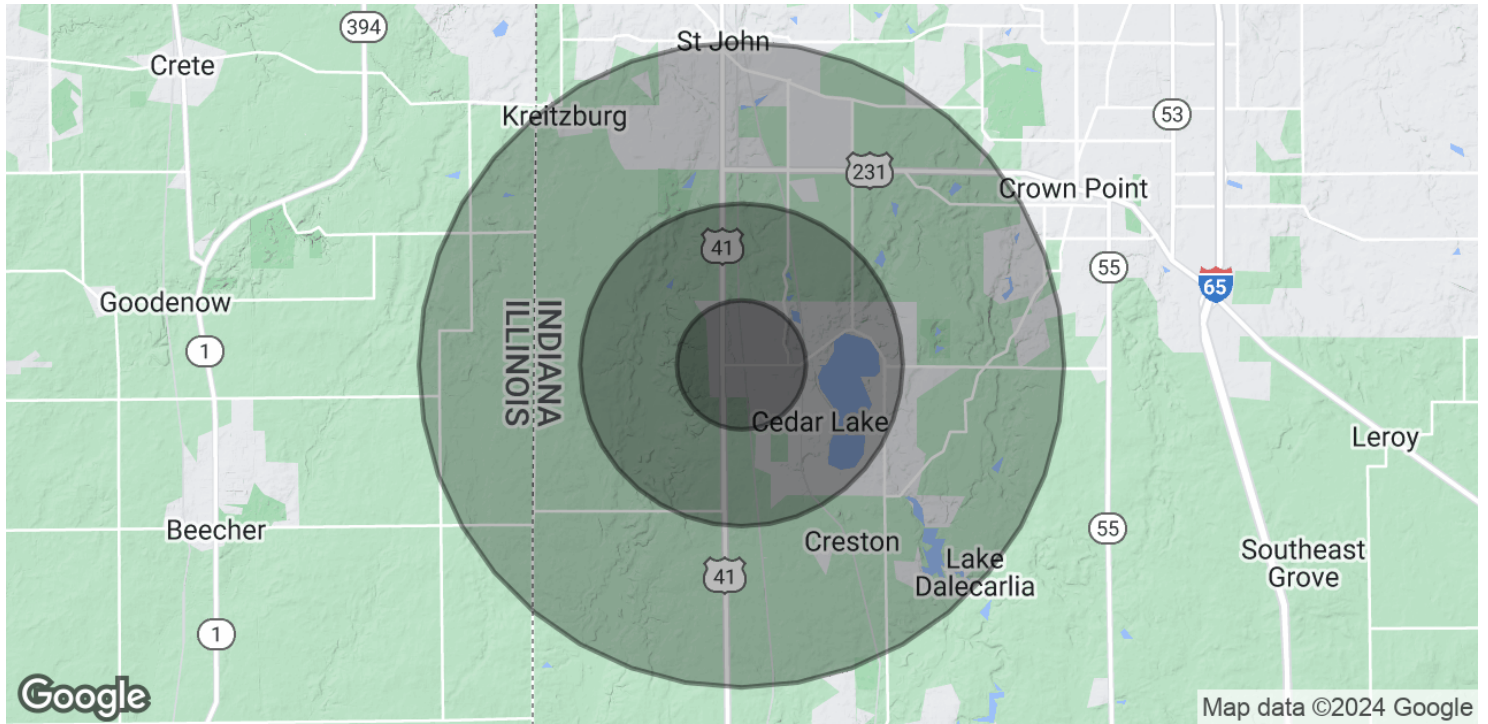 394
St John
Crete
Kreitzburg
53
231
Crown Point
41
55
65
Goodenow
INDIANA
ILLINOIS
1
Cedar Lake
Leroy
Beecher
Creston
55
Southeast
Grove
Lake
Dalecarlia
41
1
Google
Map data ©2024 Google